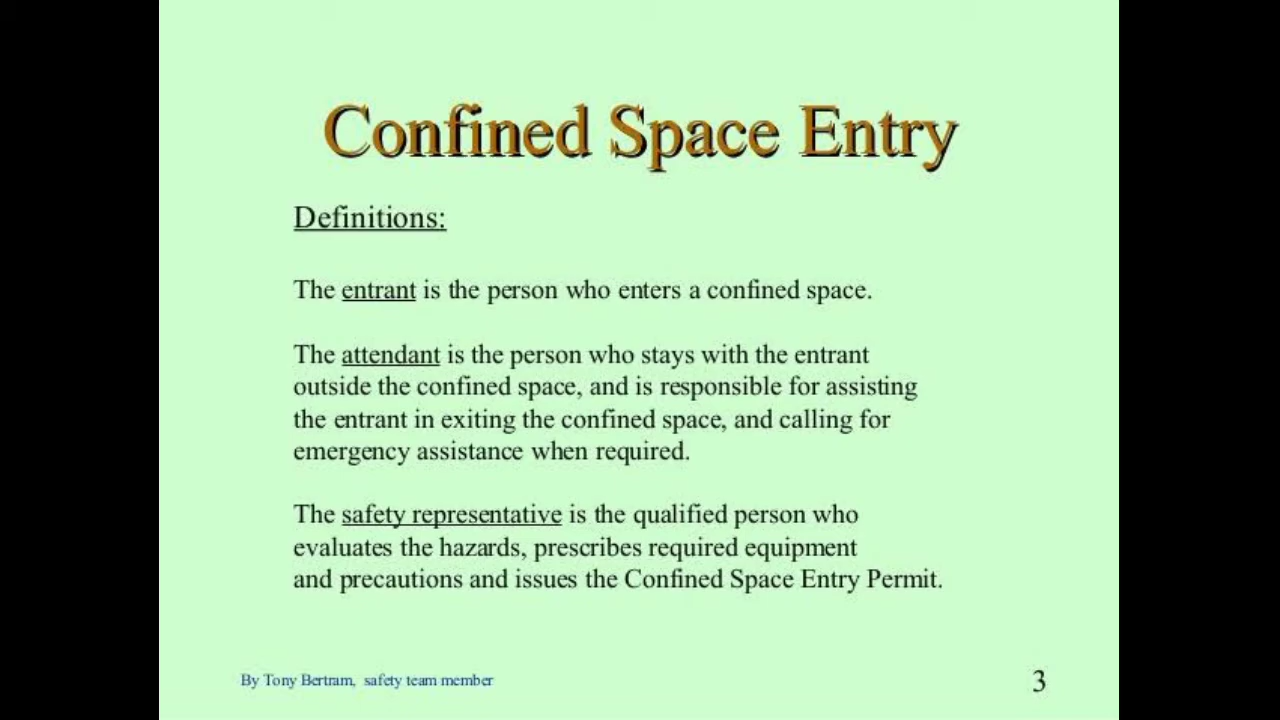 Confined Space Entry
Definitions:
The entrant is the person who enters a confined space.
The attendant is the person who stays with the entrant
outside the confined space, and is responsible for assisting
the entrant in exiting the confined space, and calling for
emergency assistance when required.
The safety representative is the qualified person who
evaluates the hazards, prescribes required equipment
and precautions and issues the Confined Space Entry Permit.
By Tony Bertram, safety team member
3